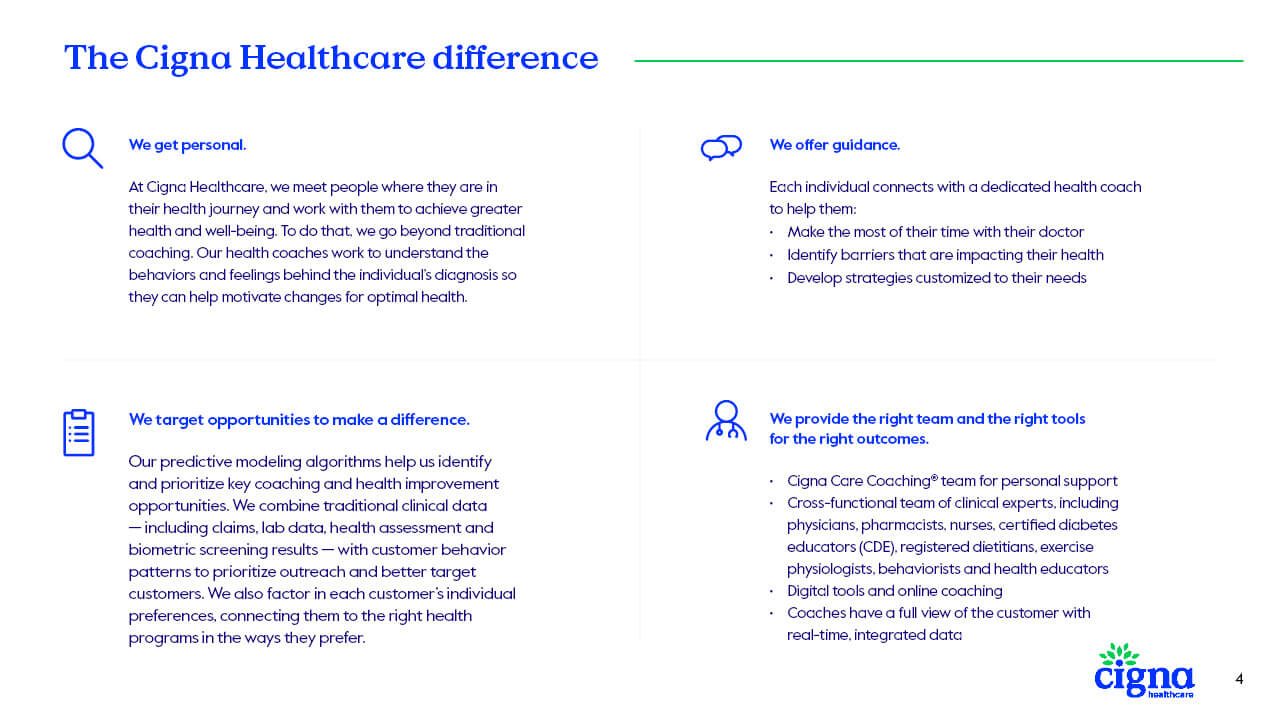 The Cigna Healthcare difference
We get personal.
At Cigna Healthcare, we meet people where they are in
their health journey and work with them to achieve greater
health and well-being. To do that, we go beyond traditional
coaching. Our health coaches work to understand the
behaviors and feelings behind the individual's diagnosis so
they can help motivate changes for optimal health.
We offer guidance.
Each individual connects with a dedicated health coach
to help them:
• Make the most of their time with their doctor
• Identify barriers that are impacting their health
• Develop strategies customized to their needs
We target opportunities to make a difference.
Our predictive modeling algorithms help us identify
and prioritize key coaching and health improvement
opportunities. We combine traditional clinical data
— including claims, lab data, health assessment and
biometric screening results — with customer behavior
patterns to prioritize outreach and better target
customers. We also factor in each customer's individual
preferences, connecting them to the right health
programs in the ways they prefer.
We provide the right team and the right tools
for the right outcomes.
• Cigna Care Coaching® team for personal support
• Cross-functional team of clinical experts, including
physicians, pharmacists, nurses, certified diabetes
educators (CDE), registered dietitians, exercise
physiologists, behaviorists and health educators
• Digital tools and online coaching
• Coaches have a full view of the customer with
real-time, integrated data
cigna
healthcare
4